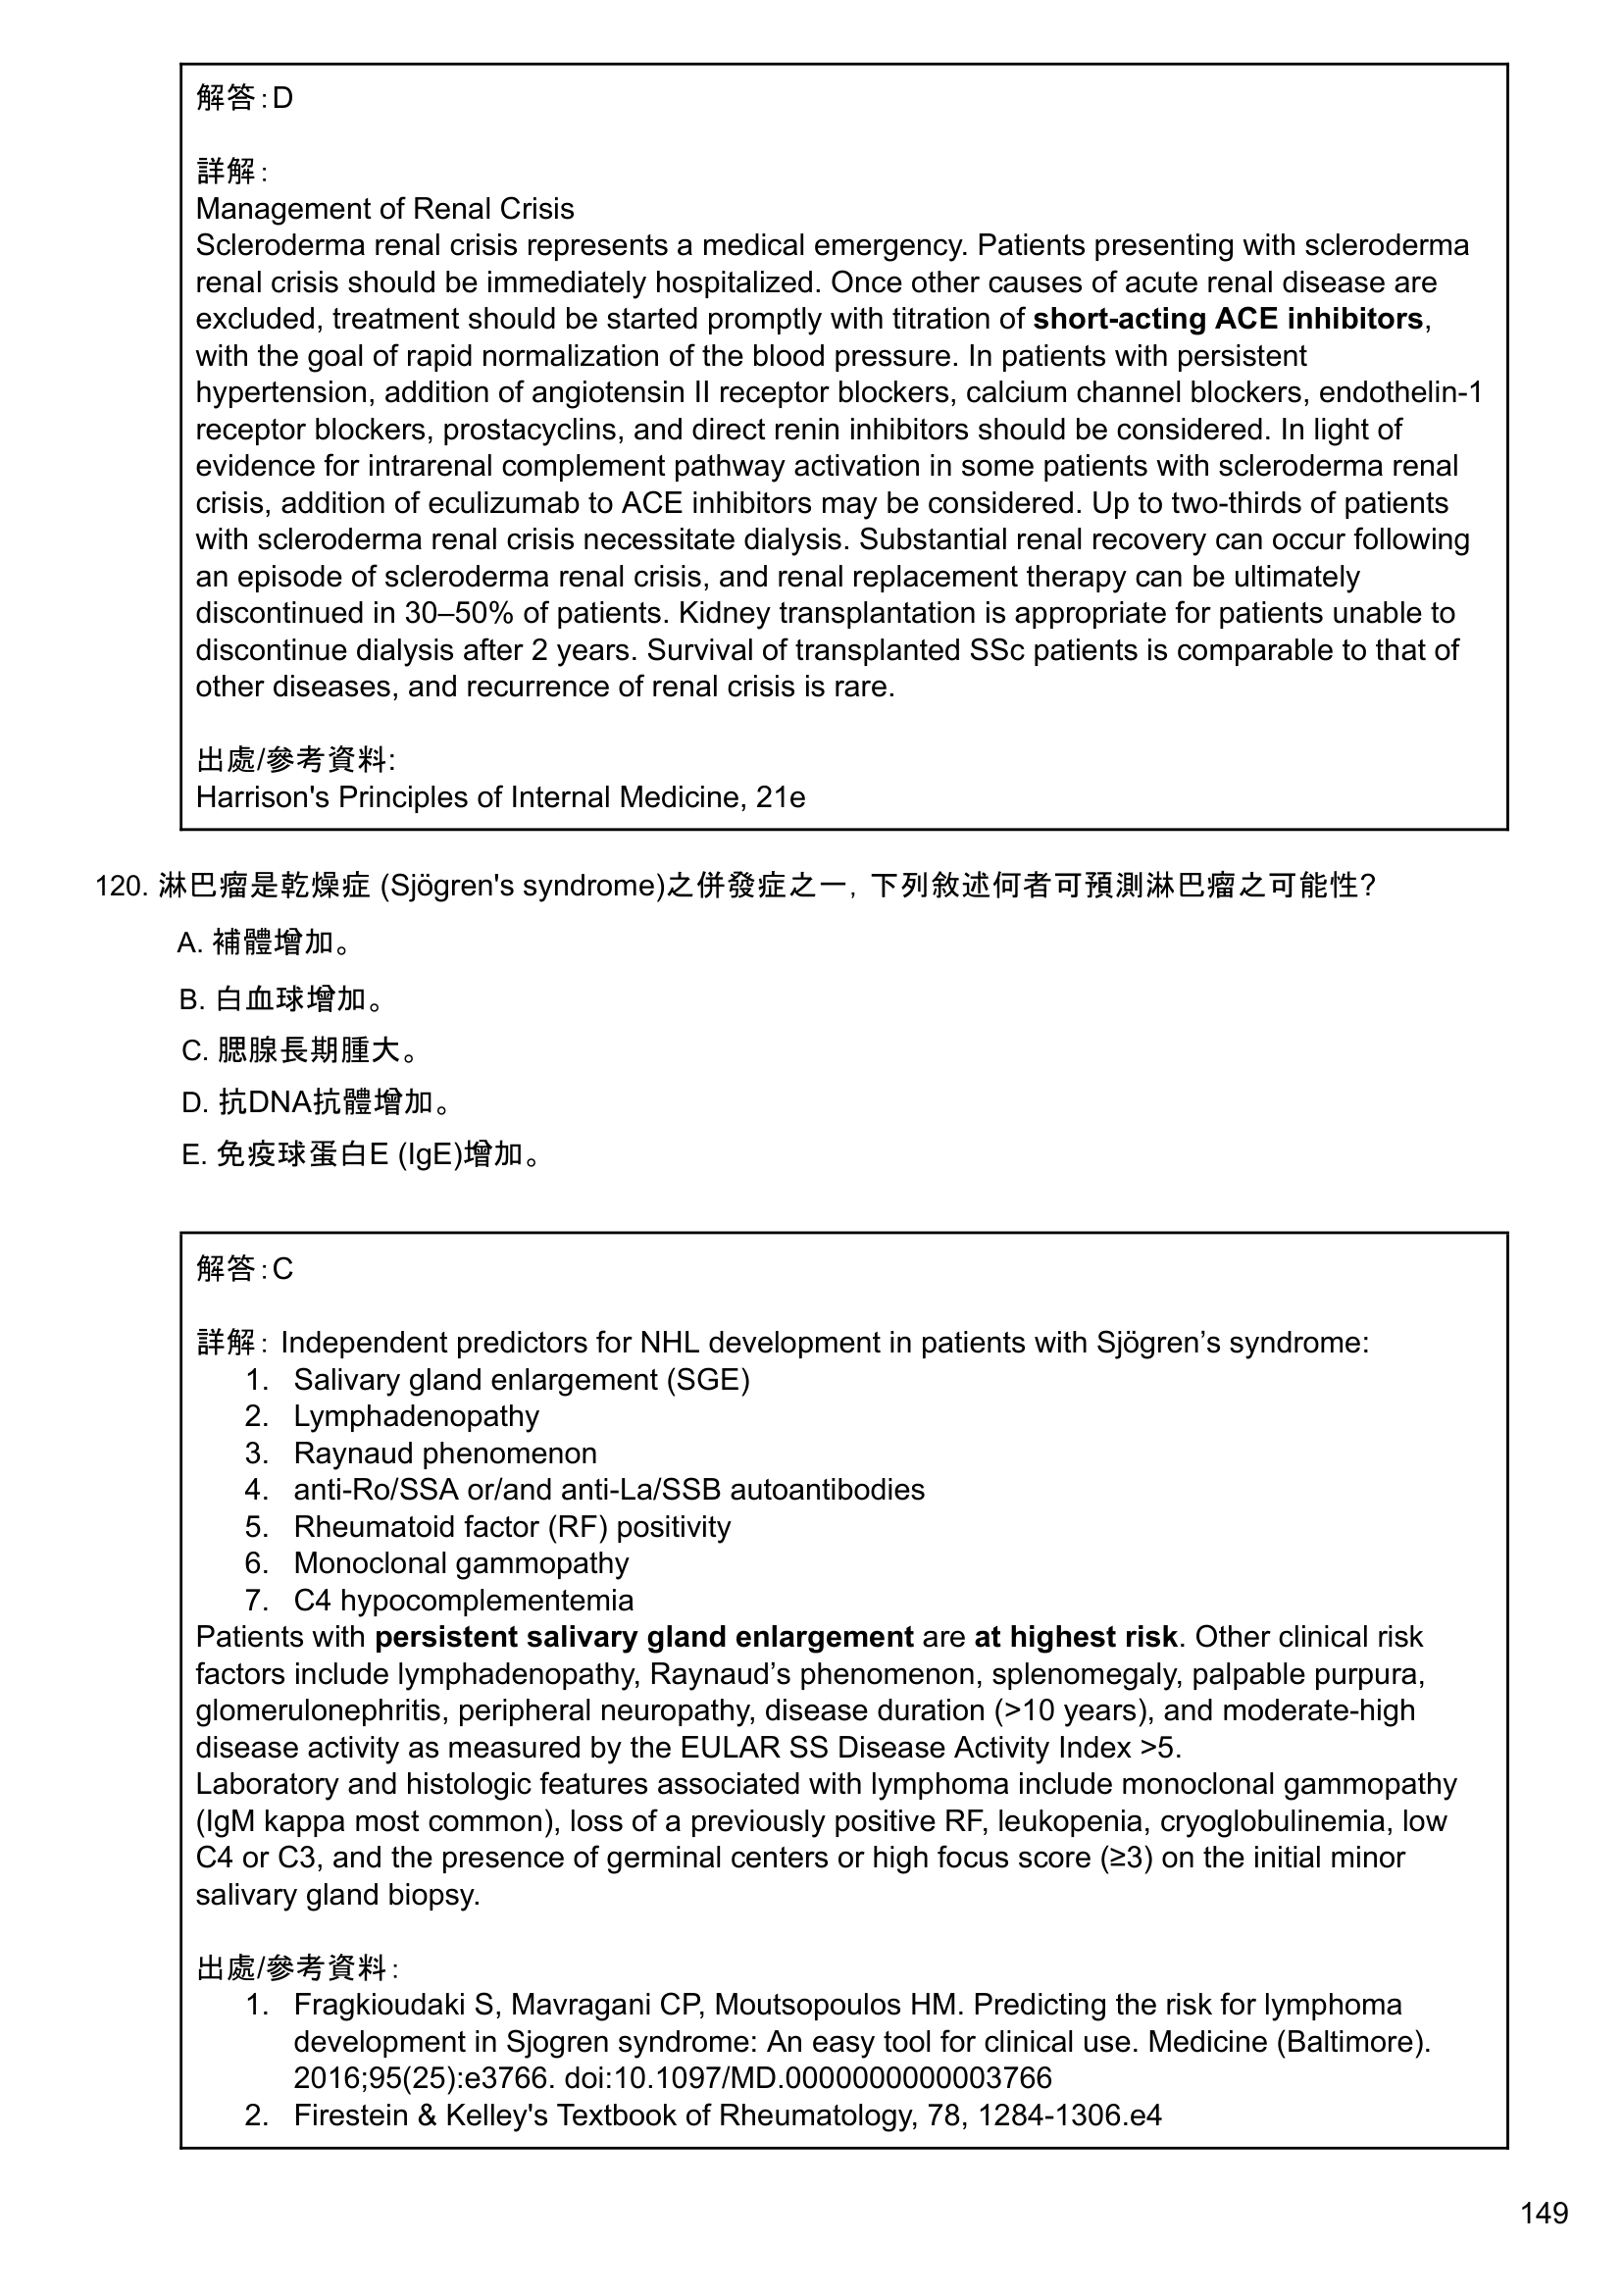 解答：D
詳解：
Management of Renal Crisis
Scleroderma renal crisis represents a medical emergency. Patients presenting with scleroderma
renal crisis should be immediately hospitalized. Once other causes of acute renal disease are
excluded, treatment should be started promptly with titration of short-acting ACE inhibitors,
with the goal of rapid normalization of the blood pressure. In patients with persistent
hypertension, addition of angiotensin II receptor blockers, calcium channel blockers, endothelin-1
receptor blockers, prostacyclins, and direct renin inhibitors should be considered. In light of
evidence for intrarenal complement pathway activation in some patients with scleroderma renal
crisis, addition of eculizumab to ACE inhibitors may be considered. Up to two-thirds of patients
with scleroderma renal crisis necessitate dialysis. Substantial renal recovery can occur following
an episode of scleroderma renal crisis, and renal replacement therapy can be ultimately
discontinued in 30–50% of patients. Kidney transplantation is appropriate for patients unable to
discontinue dialysis after 2 years. Survival of transplanted SSc patients is comparable to that of
other diseases, and recurrence of renal crisis is rare.
出處/參考資料:
Harrison's Principles of Internal Medicine, 21e
120. 淋巴瘤是乾燥症 (Sjögren's syndrome)之併發症之一，下列敘述何者可預測淋巴瘤之可能性?
A. 補體增加。
B. 白血球增加。
C. 腮腺長期腫大。
D. 抗DNA抗體增加。
E. 免疫球蛋白E (IgE)增加。
解答：C
詳解： Independent predictors for NHL development in patients with Sjögren’s syndrome:
1. Salivary gland enlargement (SGE)
2. Lymphadenopathy
3. Raynaud phenomenon
4. anti-Ro/SSA or/and anti-La/SSB autoantibodies
5. Rheumatoid factor (RF) positivity
6. Monoclonal gammopathy
7. C4 hypocomplementemia
Patients with persistent salivary gland enlargement are at highest risk. Other clinical risk
factors include lymphadenopathy, Raynaud’s phenomenon, splenomegaly, palpable purpura,
glomerulonephritis, peripheral neuropathy, disease duration (>10 years), and moderate-high
disease activity as measured by the EULAR SS Disease Activity Index >5.
Laboratory and histologic features associated with lymphoma include monoclonal gammopathy
(IgM kappa most common), loss of a previously positive RF, leukopenia, cryoglobulinemia, low
C4 or C3, and the presence of germinal centers or high focus score (≥3) on the initial minor
salivary gland biopsy.
出處/參考資料：
1. Fragkioudaki S, Mavragani CP, Moutsopoulos HM. Predicting the risk for lymphoma
development in Sjogren syndrome: An easy tool for clinical use. Medicine (Baltimore).
2016;95(25):e3766. doi:10.1097/MD.0000000000003766
2. Firestein & Kelley's Textbook of Rheumatology, 78, 1284-1306.e4
149